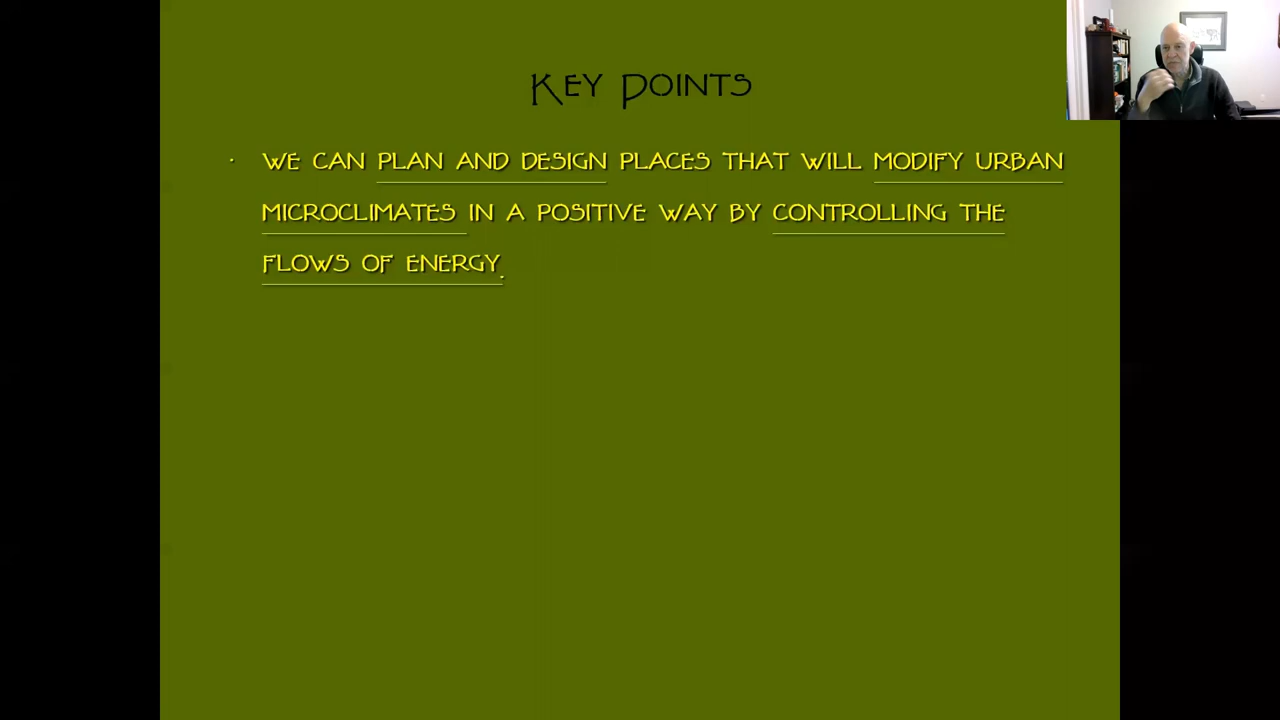 Key Points
• We can plan and design places that will modify urban
microclimates in a positive way by controlling the
flows of energy.